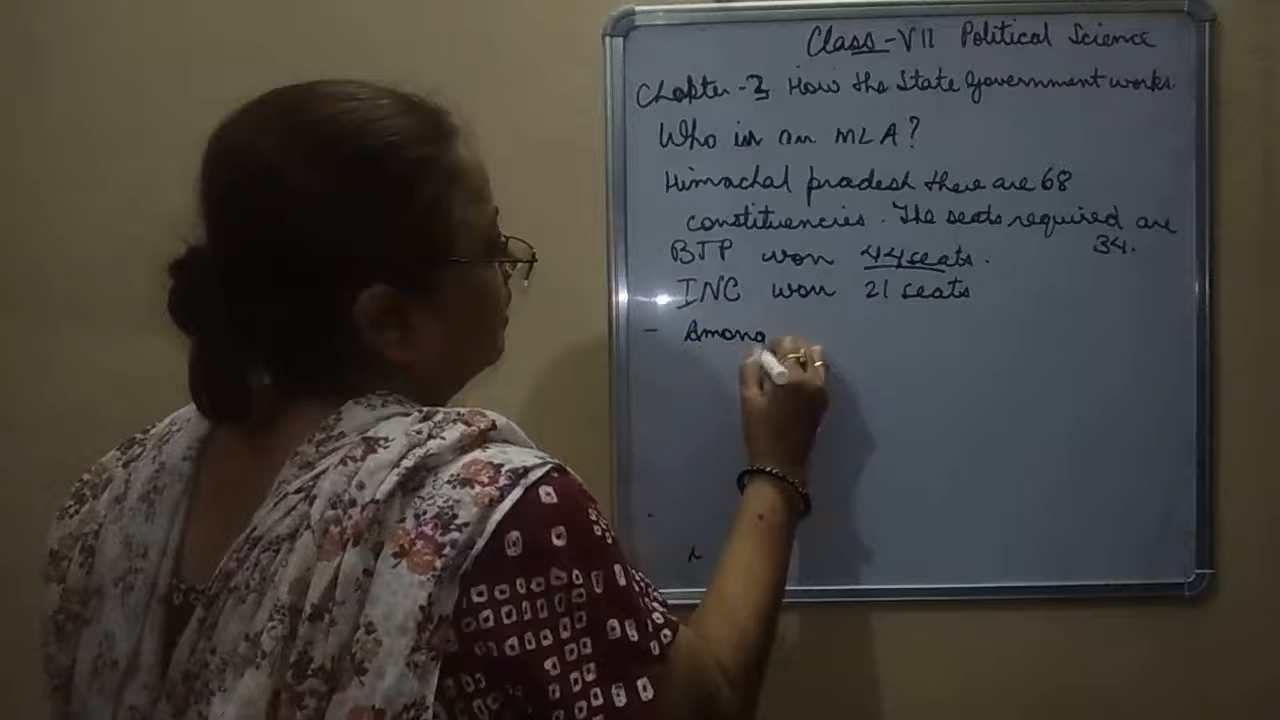 Class-VII Political Science
Chapter-3 How the State Government works.
Who is an MLA?
Himachal pradesh there are 68
constituencies. The seats required are
34.
BJP won 44 seats.
INC won 21 seats
- Among